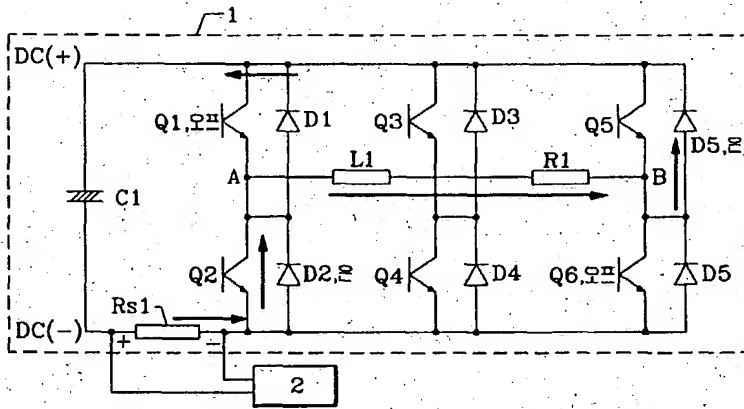 1
DC(+)
Q1,오프
D1
Q3
D3
Q5
D5,온
A
L1
R1
B
C1
Q2
D2,온
Q4
D4
Q6,오프
D5
Rs1
DC(-)
+
-
2